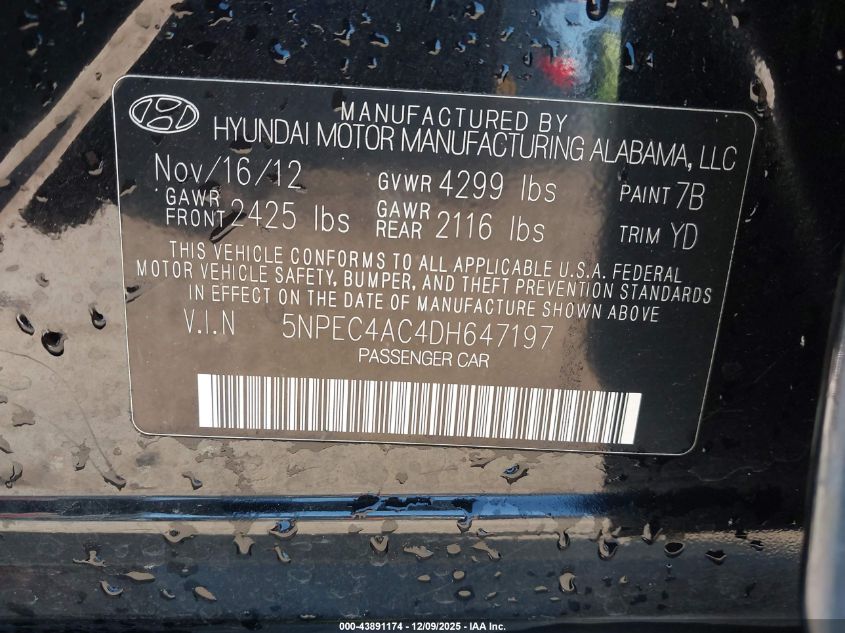 MANUFACTURED BY
HYUNDAI MOTOR MANUFACTURING ALABAMA, LLC
Nov/16/12 GVWR 4299 lbs PAINT 7B
GAWR FRONT 2425 lbs GAWR REAR 2116 lbs TRIM YD
THIS VEHICLE CONFORMS TO ALL APPLICABLE U.S.A. FEDERAL
MOTOR VEHICLE SAFETY, BUMPER, AND THEFT PREVENTION STANDARDS
IN EFFECT ON THE DATE OF MANUFACTURE SHOWN ABOVE
V.I.N 5NPEC4AC4DH647197
PASSENGER CAR
000-43891174 - 12/09/2025 - IAA Inc.